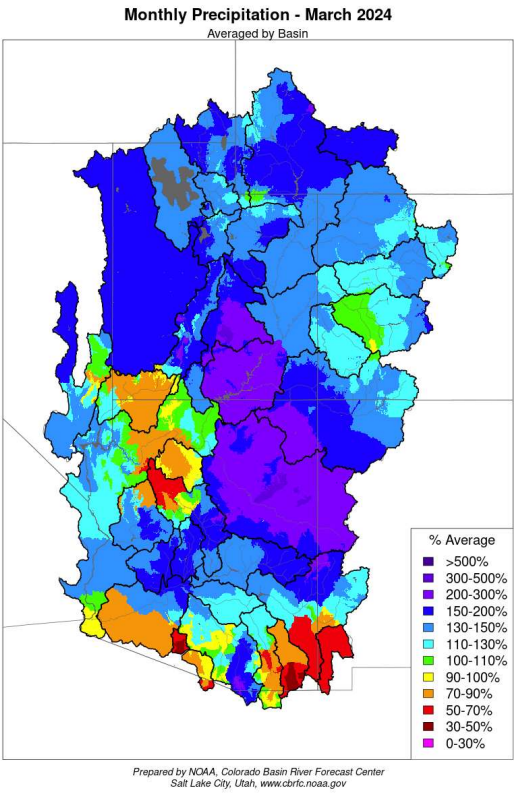 Monthly Precipitation - March 2024
Averaged by Basin
% Average
>500%
300-500%
200-300%
150-200%
130-150%
110-130%
100-110%
90-100%
70-90%
50-70%
30-50%
0-30%
Prepared by NOAA, Colorado Basin River Forecast Center
Salt Lake City, Utah, www.cbrfc.noaa.gov